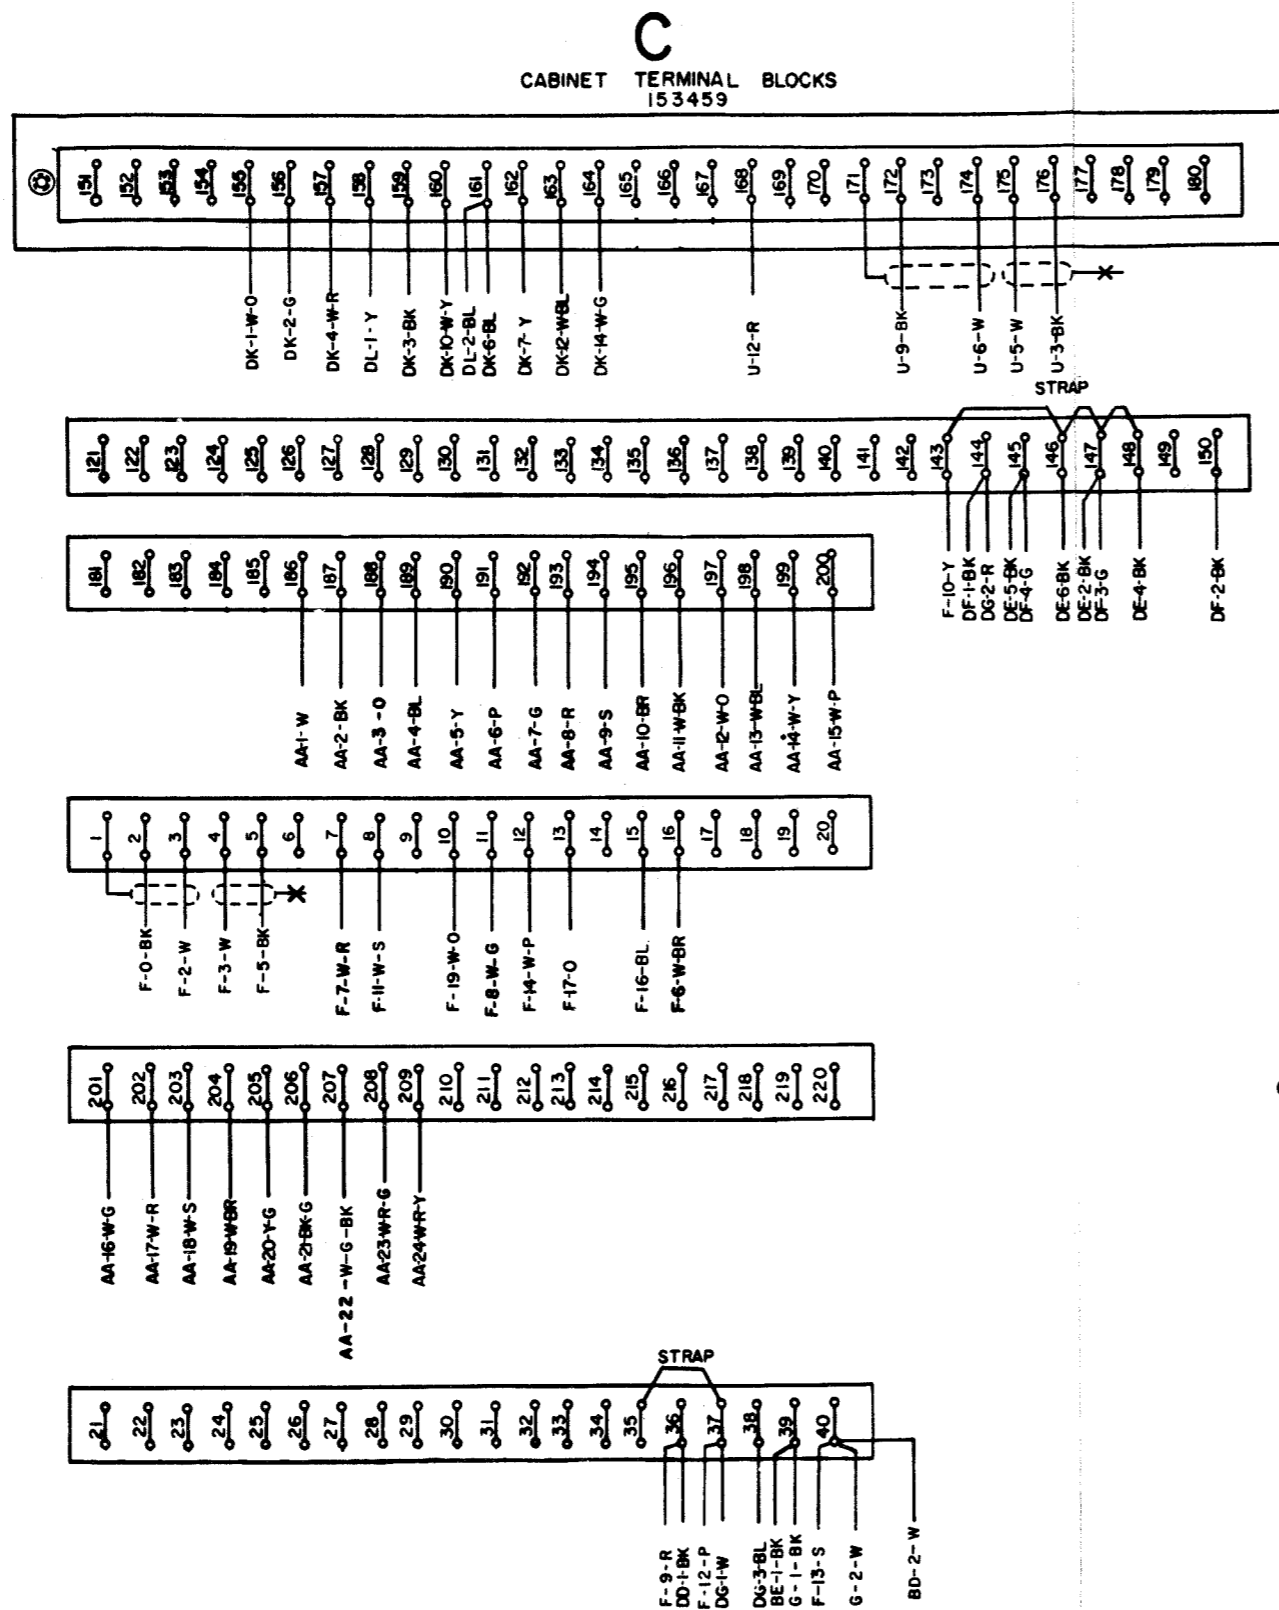 C
CABINET TERMINAL BLOCKS
153459
151 152 153 154 155 156 157 158 159 160 161 162 163 164 165 166 167 168 169 170 171 172 173 174 175 176 177 178 179 180
DK-1-W-O
DK-2-G
DK-4-W-R
DL-1-Y
DK-3-BK
DK-10-W-Y
DL-2-BL
DK-6-BL
DK-7-Y
DK-12-W-BL
DK-14-W-G
U-12-R
U-9-BK
U-6-W
U-5-W
U-3-BK
STRAP
121 122 123 124 125 126 127 128 129 130 131 132 133 134 135 136 137 138 139 140 141 142 143 144 145 146 147 148 149 150
F-10-Y
DF-1-BK
DG-2-R
DE-5-BK
DF-4-G
DE-6-BK
DE-2-BK
DF-3-G
DE-4-BK
DF-2-BK
181 182 183 184 185 186 187 188 189 190 191 192 193 194 195 196 197 198 199 200
AA-1-W
AA-2-BK
AA-3-O
AA-4-BL
AA-5-Y
AA-6-P
AA-7-G
AA-8-R
AA-9-S
AA-10-BR
AA-11-W-BK
AA-12-W-O
AA-13-W-BL
AA-14-W-Y
AA-15-W-P
1 2 3 4 5 6 7 8 9 10 11 12 13 14 15 16 17 18 19 20
F-0-BK
F-2-W
F-3-W
F-5-BK
F-7-W-R
F-11-W-S
F-19-W-O
F-8-W-G
F-14-W-P
F-17-O
F-16-BL
F-6-W-BR
201 202 203 204 205 206 207 208 209 210 211 212 213 214 215 216 217 218 219 220
AA-16-W-G
AA-17-W-R
AA-18-W-S
AA-19-W-BR
AA-20-Y-G
AA-21-BK-G
AA-22-W-G-BK
AA-23-W-R-G
AA-24-W-R-Y
STRAP
21 22 23 24 25 26 27 28 29 30 31 32 33 34 35 36 37 38 39 40
F-9-R
DD-1-BK
F-12-P
DG-1-W
DG-3-BL
BE-1-BK
G-1-BK
F-13-S
G-2-W
BD-2-W